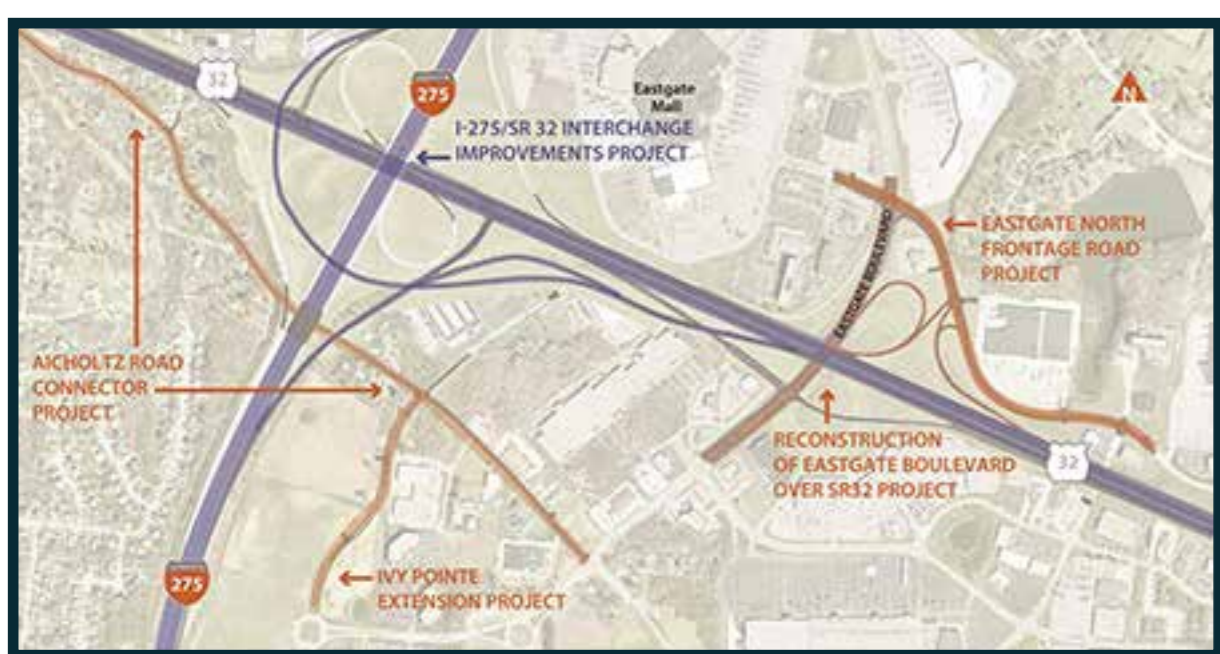 32
275
Eastgate
Mall
N
I-275/SR 32 INTERCHANGE
IMPROVEMENTS PROJECT
EASTGATE NORTH
FRONTAGE ROAD
PROJECT
EASTGATE BOULEVARD
AICHOLTZ ROAD
CONNECTOR
PROJECT
RECONSTRUCTION
OF EASTGATE BOULEVARD
OVER SR32 PROJECT
32
275
IVY POINTE
EXTENSION PROJECT